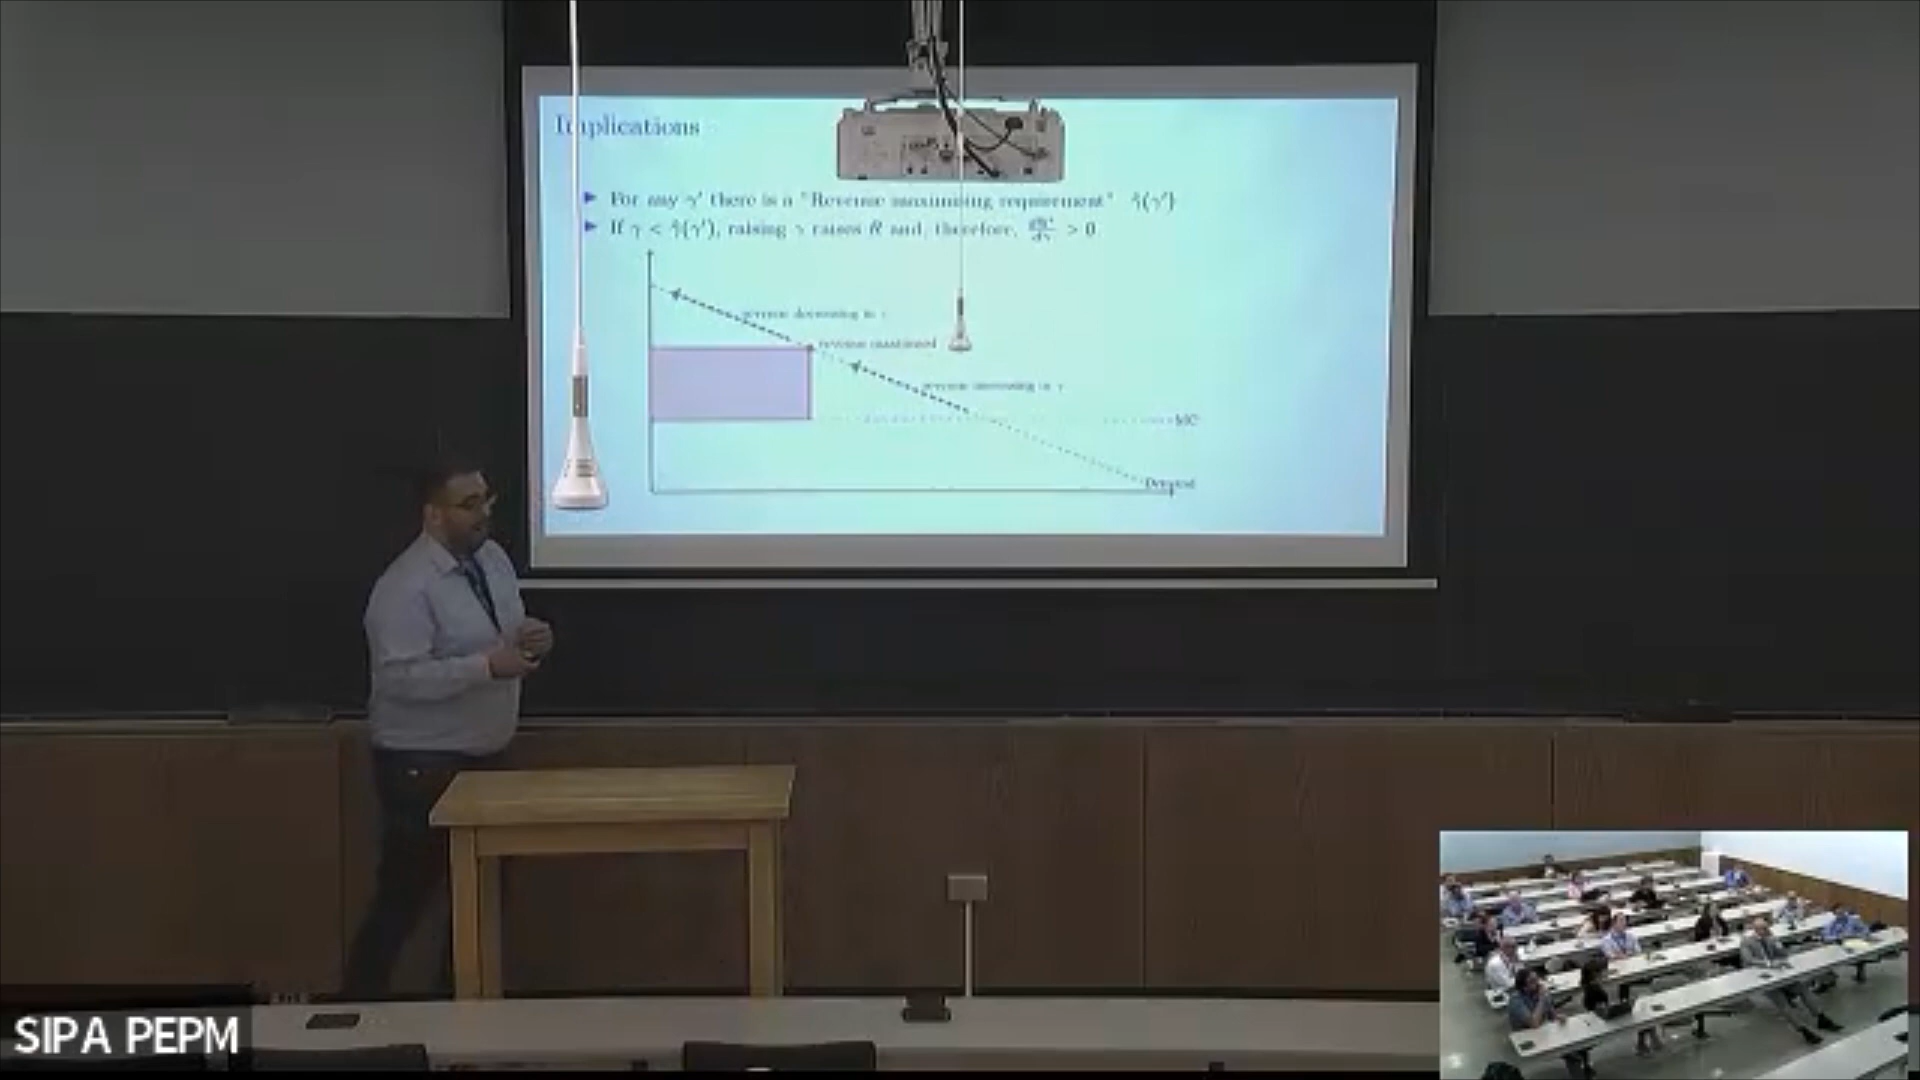 Implications
► For any γ′ there is a "Revenue maximizing requirement" γ̂(γ′)
► If γ < γ̂(γ′), raising γ raises R and, therefore, > 0
revenue decreasing in γ
revenue maximized
revenue increasing in γ
MC
Demand
SIPA PEPM